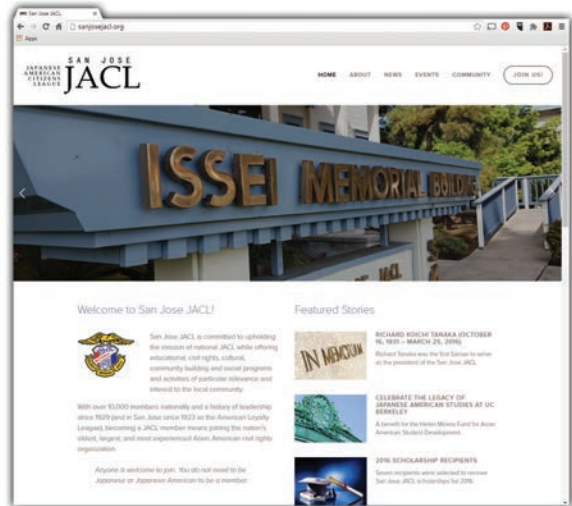 San Jose JACL
sanjosejacl.org
Apps
JAPANESE
AMERICAN
CITIZENS
LEAGUE
SAN JOSE
JACL
HOME ABOUT NEWS EVENTS COMMUNITY JOIN US!
ISSEI MEMORIAL BUILDING
JACL
Welcome to San Jose JACL!
San Jose JACL is committed to upholding
the mission of national JACL while offering
educational, civil rights, cultural,
community building and social programs
and activities of particular relevance and
interest to the local community.
With over 10,000 members nationally and a history of leadership
since 1929 (and in San Jose since 1923 as the American Loyalty
League), becoming a JACL member means joining the nation's
oldest, largest, and most experienced Asian American civil rights
organization.
Anyone is welcome to join. You do not need to be
Japanese or Japanese American to be a member.
Featured Stories
IN MEMORIUM
RICHARD KOICHI TANAKA (OCTOBER
16, 1931 – MARCH 25, 2016)
Richard Tanaka was the first Sansei to serve
as the president of the San Jose JACL.
CELEBRATE THE LEGACY OF
JAPANESE AMERICAN STUDIES AT UC
BERKELEY
A benefit for the Helen Mineta Fund for Asian
American Student Development.
2016 SCHOLARSHIP RECIPIENTS
Seven recipients were selected to receive
San Jose JACL scholarships for 2016.